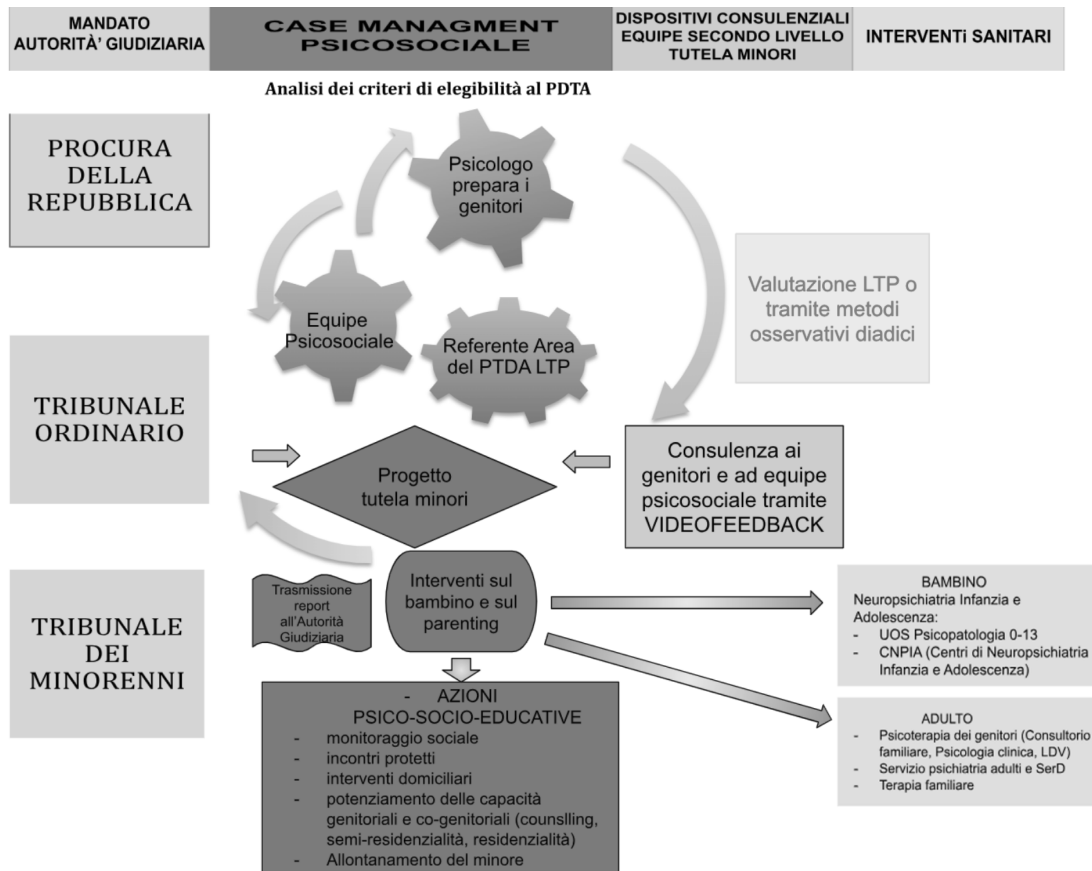 MANDATO
AUTORITÀ' GIUDIZIARIA
CASE MANAGMENT
PSICOSOCIALE
DISPOSITIVI CONSULENZIALI
EQUIPE SECONDO LIVELLO
TUTELA MINORI
INTERVENTi SANITARI
Analisi dei criteri di elegibilità al PDTA
PROCURA
DELLA
REPUBBLICA
Psicologo
prepara i
genitori
Equipe
Psicosociale
Referente Area
del PTDA LTP
Valutazione LTP o
tramite metodi
osservativi diadici
TRIBUNALE
ORDINARIO
Progetto
tutela minori
Consulenza ai
genitori e ad equipe
psicosociale tramite
VIDEOFEEDBACK
TRIBUNALE
DEI
MINORENNI
Trasmissione
report
all'Autorità
Giudiziaria
Interventi sul
bambino e sul
parenting
BAMBINO
Neuropsichiatria Infanzia e
Adolescenza:
- UOS Psicopatologia 0-13
- CNPIA (Centri di Neuropsichiatria
Infanzia e Adolescenza)
- AZIONI
PSICO-SOCIO-EDUCATIVE
- monitoraggio sociale
- incontri protetti
- interventi domiciliari
- potenziamento delle capacità
genitoriali e co-genitoriali (counslling,
semi-residenzialità, residenzialità)
- Allontanamento del minore
ADULTO
- Psicoterapia dei genitori (Consultorio
familiare, Psicologia clinica, LDV)
- Servizio psichiatria adulti e SerD
- Terapia familiare